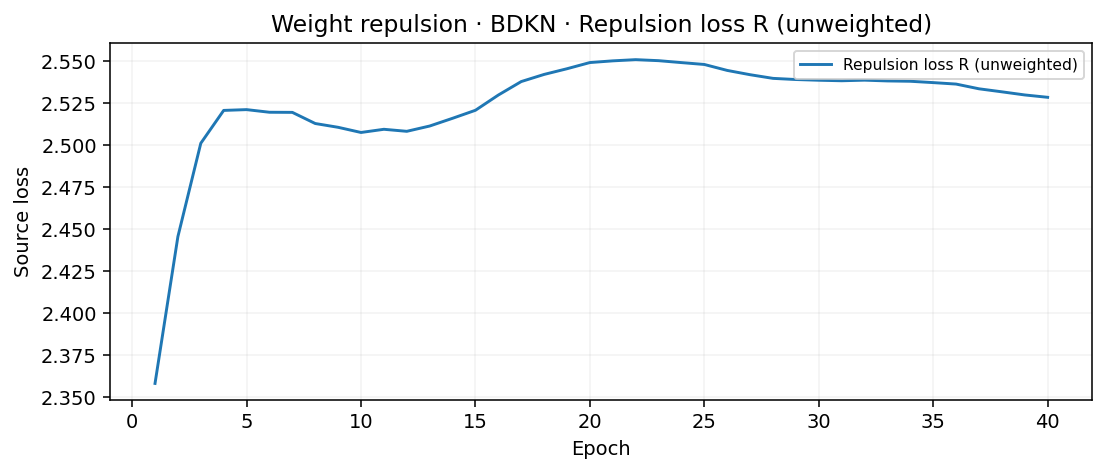 Weight repulsion · BDKN · Repulsion loss R (unweighted)
Repulsion loss R (unweighted)
Source loss
2.550
2.525
2.500
2.475
2.450
2.425
2.400
2.375
2.350
0 5 10 15 20 25 30 35 40
Epoch